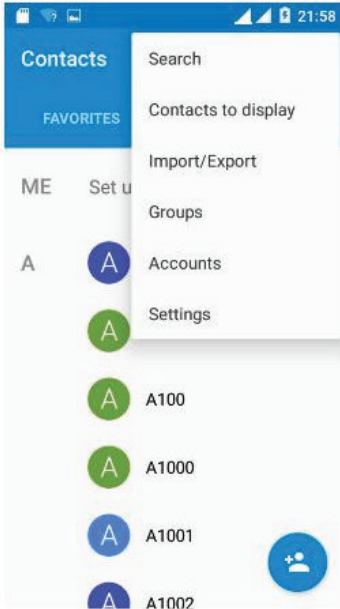 21:58
Contacts
Search
FAVORITES
Contacts to display
Import/Export
ME
Set u
Groups
A
A
Accounts
Settings
A
A
A100
A
A1000
A
A1001
A
A1002